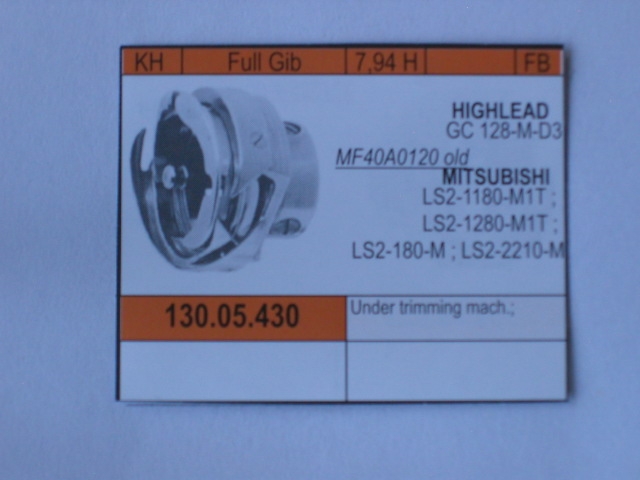 KH Full Gib 7,94 H FB
HIGHLEAD
GC 128-M-D3
MF40A0120 old
MITSUBISHI
LS2-1180-M1T ;
LS2-1280-M1T ;
LS2-180-M ; LS2-2210-M
130.05.430 Under trimming mach.;